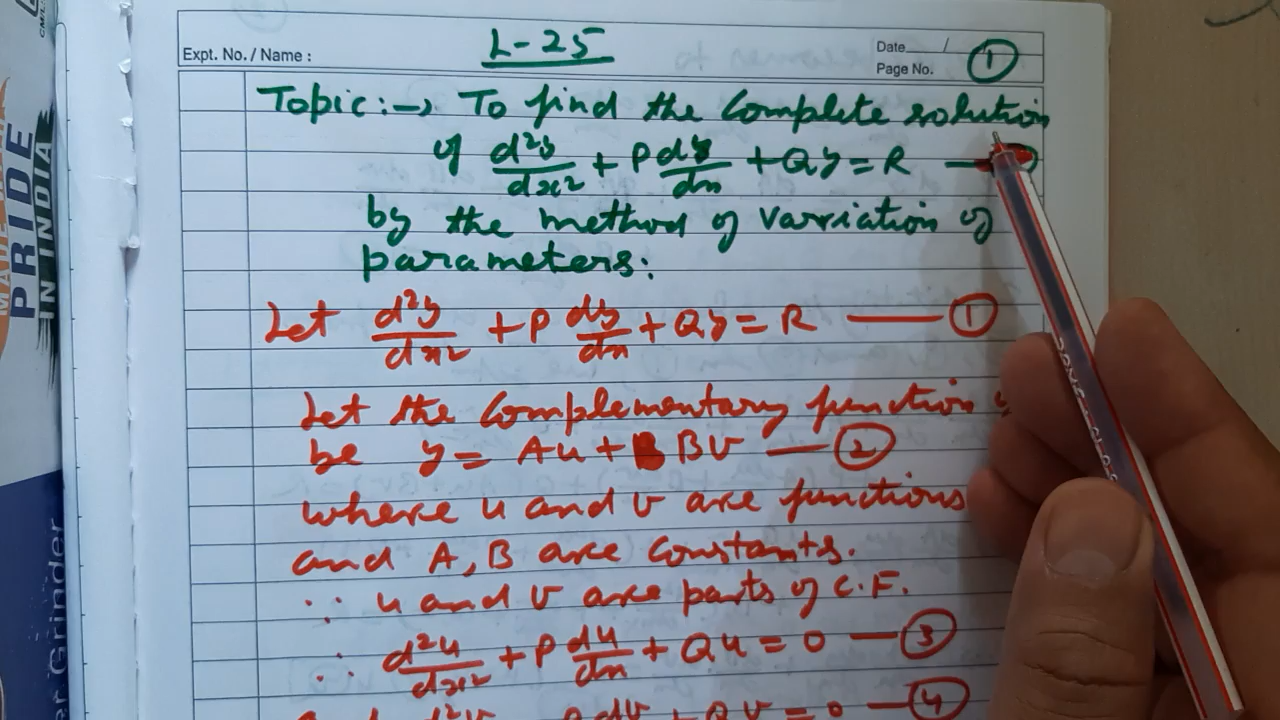 L-25
Expt. No. / Name :
Date / 
Page No. 1
Topic :→ To find the Complete solution
of d²y/dx² + P dy/dx + Qy = R
by the method of variation of
parameters:
Let d²y/dx² + P dy/dx + Qy = R — 1
Let the Complementary function
be y = Au + BV — 2
where u and v are functions
and A, B are Constants.
∵ u and v are parts of C.F.
∴ d²u/dx² + P du/dx + Qu = 0 — 3
PRIDE
IN INDIA
er Grinder